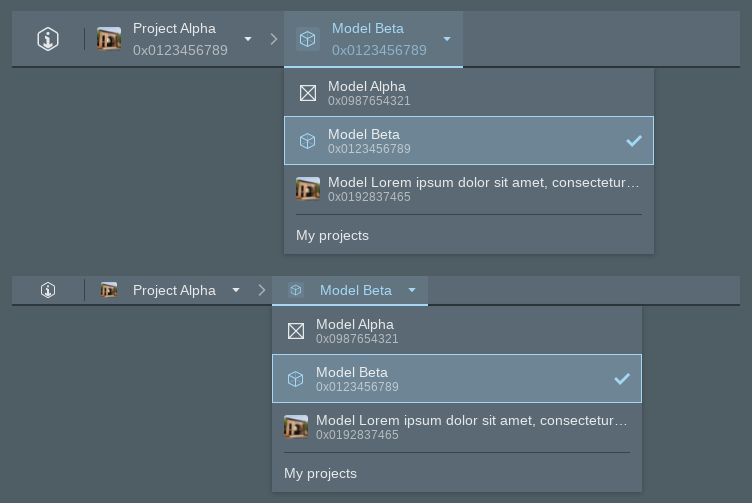 Project Alpha
0x0123456789
Model Beta
0x0123456789
Model Alpha
0x0987654321
Model Beta
0x0123456789
Model Lorem ipsum dolor sit amet, consectetur…
0x0192837465
My projects
Project Alpha
Model Beta
Model Alpha
0x0987654321
Model Beta
0x0123456789
Model Lorem ipsum dolor sit amet, consectetur…
0x0192837465
My projects